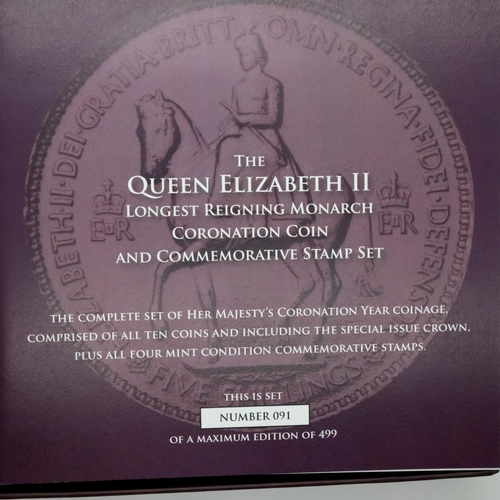 THE
QUEEN ELIZABETH II
LONGEST REIGNING MONARCH
CORONATION COIN
AND COMMEMORATIVE STAMP SET
THE COMPLETE SET OF HER MAJESTY'S CORONATION YEAR COINAGE,
COMPRISED OF ALL TEN COINS AND INCLUDING THE SPECIAL ISSUE CROWN,
PLUS ALL FOUR MINT CONDITION COMMEMORATIVE STAMPS.
THIS IS SET
NUMBER 091
OF A MAXIMUM EDITION OF 499
ABETH·II·DEI·GRATIA·BRITT·OMN·REGINA·FIDEI·DEFENS
E R
E R
FIVE SHILLINGS